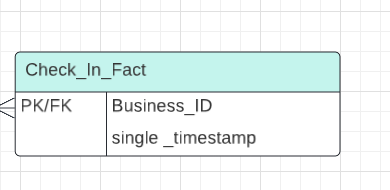 Check_In_Fact
PK/FK Business_ID
single _timestamp